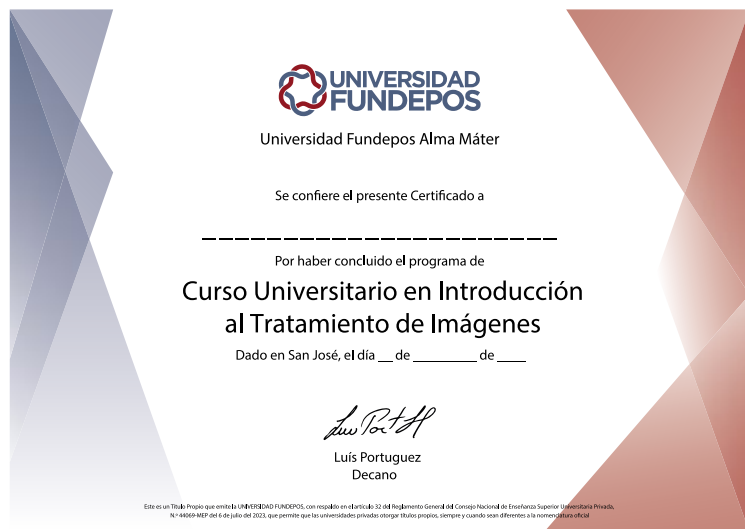 UNIVERSIDAD
FUNDEPOS
Universidad Fundepos Alma Máter
Se confiere el presente Certificado a
Por haber concluido el programa de
Curso Universitario en Introducción
al Tratamiento de Imágenes
Dado en San José, el día __ de ________ de ____
Luís Portuguez
Decano
Este es un Título Propio que emite la UNIVERSIDAD FUNDEPOS, con respaldo en el artículo 32 del Reglamento General del Consejo Nacional de Enseñanza Superior Universitaria Privada,
N.º 44069-MEP del 6 de julio del 2023, que permite que las universidades privadas otorgar títulos propios, siempre y cuando sean diferentes a la nomenclatura oficial